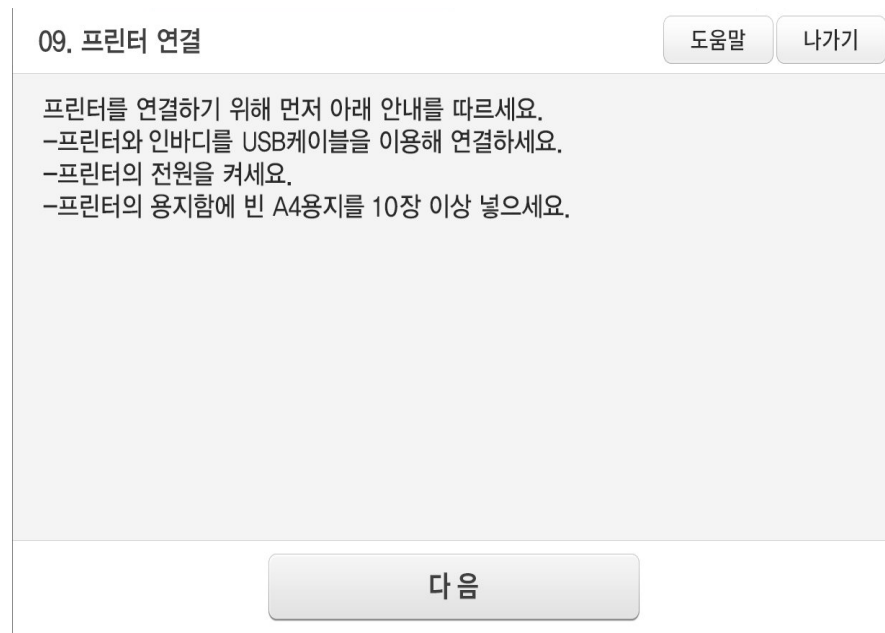 09. 프린터 연결
도움말
나가기
프린터를 연결하기 위해 먼저 아래 안내를 따르세요.
-프린터와 인바디를 USB케이블을 이용해 연결하세요.
-프린터의 전원을 켜세요.
-프린터의 용지함에 빈 A4용지를 10장 이상 넣으세요.
다음